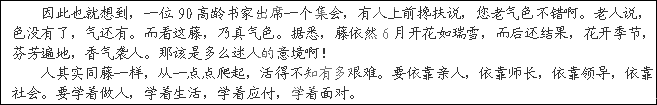 因此也就想到，一位90高龄书家出席一个集会，有人上前搀扶说，您老气色不错啊。老人说，
色没有了，气还有。而看这藤，乃真气色。据悉，藤依然6月开花如瑞雪，而后还结果，花开季节，
芬芳遍地，香气袭人。那该是多么迷人的意境啊！
人其实同藤一样，从一点点爬起，活得不知有多艰难。要依靠亲人，依靠师长，依靠领导，依靠
社会。要学着做人，学着生活，学着应付，学着面对。